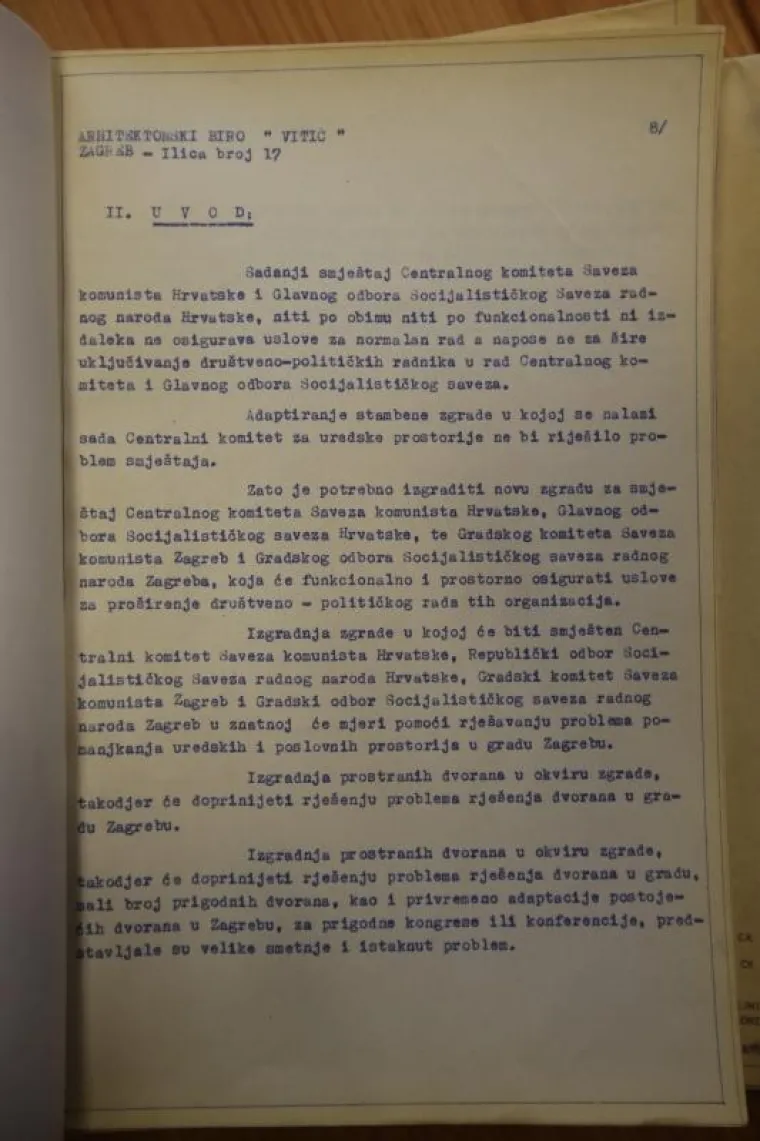 ARHITEKTONSKI BIRO " VITIĆ "
ZAGREB - Ilica broj 17
8/
II. U V O D:
Sadanji smještaj Centralnog komiteta Saveza
komunista Hrvatske i Glavnog odbora Socijalističkog Saveza rad-
nog naroda Hrvatske, niti po obimu niti po funkcionalnosti ni iz-
daleka ne osigurava uslove za normalan rad a napose ne za šire
uključivanje društveno-političkih radnika u rad Centralnog ko-
miteta i Glavnog odbora Socijalističkog saveza.
Adaptiranje stambene zgrade u kojoj se nalazi
sada Centralni komitet za uredske prostorije ne bi riješilo pro-
blem smještaja.
Zato je potrebno izgraditi novu zgradu za smje-
štaj Centralnog komiteta Saveza komunista Hrvatske, Glavnog od-
bora Socijalističkog saveza Hrvatske, te Gradskog komiteta Saveza
komunista Zagreb i Gradskog odbora Socijalističkog saveza radnog
naroda Zagreba, koja će funkcionalno i prostorno osigurati uslove
za proširenje društveno - političkog rada tih organizacija.
Izgradnja zgrade u kojoj će biti smješten Cen-
tralni komitet Saveza komunista Hrvatske, Republički odbor Soci-
jalističkog Saveza radnog naroda Hrvatske, Gradski komitet Saveza
komunista Zagreb i Gradski odbor Socijalističkog saveza radnog
naroda Zagreb u znatnoj će mjeri pomoći rješavanju problema po-
manjkanja uredskih i poslovnih prostorija u gradu Zagrebu.
Izgradnja prostranih dvorana u okviru zgrade,
takodjer će doprinijeti rješenju problema rješenja dvorana u gra-
du Zagrebu.
Izgradnja prostranih dvorana u okviru zgrade,
takodjer će doprinijeti rješenju problema rješenja dvorana u gradu,
mali broj prigodnih dvorana, kao i privremeno adaptacije postoje-
ćih dvorana u Zagrebu, za prigodne kongreme ili konferencije, pred-
stavljale su velike smetnje i istaknut problem.